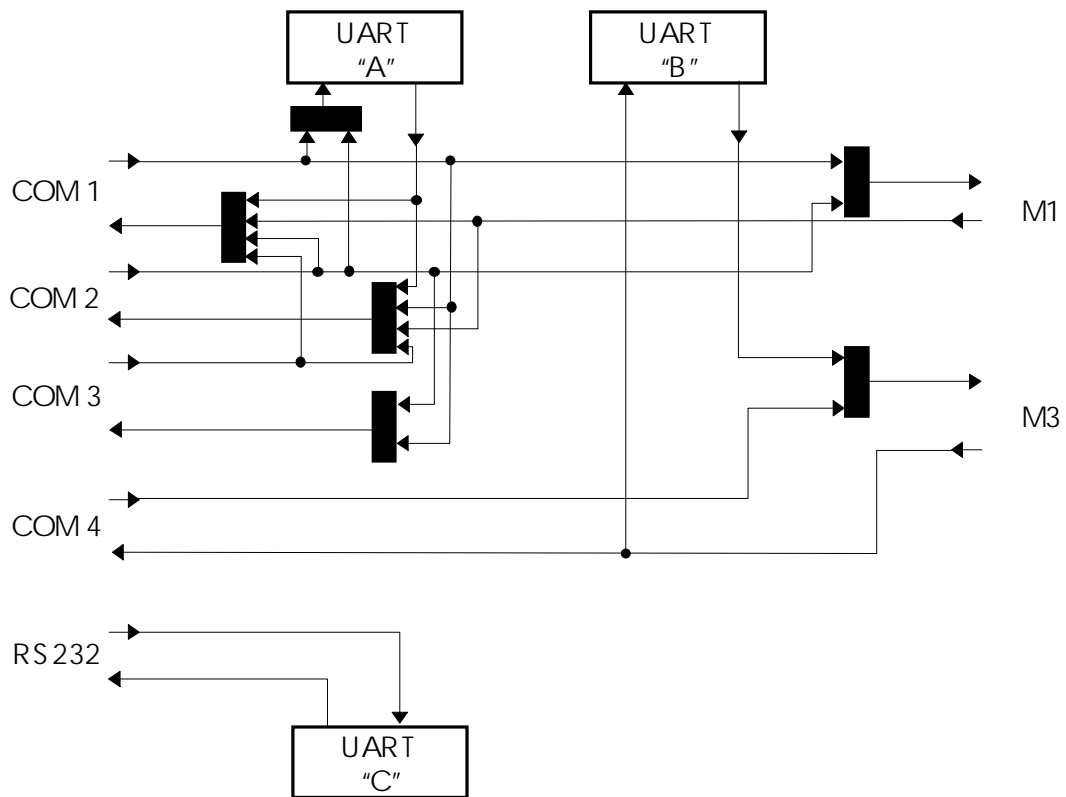 UART
“A”
UART
“B”
COM 1
M1
COM 2
COM 3
M3
COM 4
RS232
UART
“C”